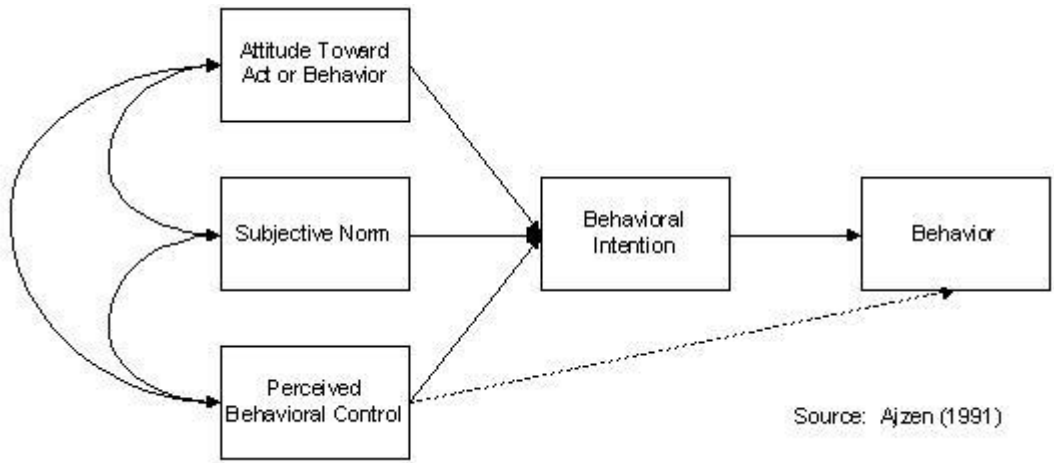 Attitude Toward
Act or Behavior
Subjective Norm
Behavioral
Intention
Behavior
Perceived
Behavioral Control
Source: Ajzen (1991)